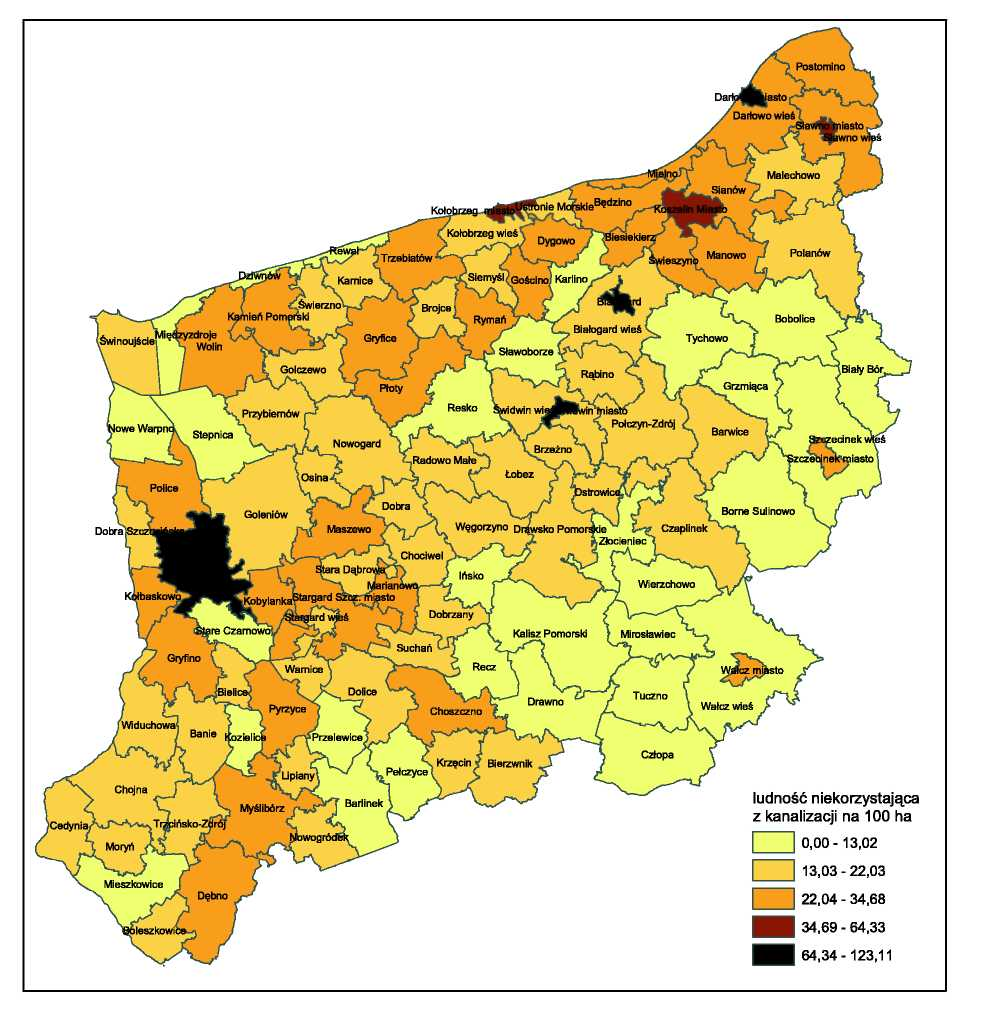 Postomino
Darłowo miasto
Darłowo wieś
Sławno miasto
Sławno wieś
Malechowo
Mielno
Sianów
Będzino
Ustronie Morskie
Kołobrzeg miasto
Koszalin Miasto
Kołobrzeg wieś
Dygowo
Biesiekierz
Rewal
Trzebiatów
Świeszyno
Manowo
Polanów
Dziwnów
Karnice
Siemyśl
Gościno
Karlino
Świerzno
Brojce
Białogard
Kamień Pomorski
Rymań
Białogard wieś
Bobolice
Międzyzdroje
Świnoujście
Wolin
Gryfice
Tychowo
Sławoborze
Golczewo
Rąbino
Biały Bór
Płoty
Grzmiąca
Przybiernów
Resko
Świdwin wieś
Świdwin miasto
Nowe Warpno
Stepnica
Nowogard
Połczyn-Zdrój
Barwice
Szczecinek wieś
Brzeżno
Radowo Małe
Szczecinek miasto
Osina
Łobez
Police
Ostrowice
Dobra
Goleniów
Borne Sulinowo
Dobra Szczecińska
Maszewo
Węgorzyno
Drawsko Pomorskie
Czaplinek
Złocieniec
Chociwel
Stara Dąbrowa
Ińsko
Marianowo
Wierzchowo
Kołbaskowo
Kobylanka
Stargard Szcz. miasto
Stargard wieś
Dobrzany
Stare Czarnowo
Kalisz Pomorski
Mirosławiec
Suchań
Gryfino
Warnice
Recz
Wałcz miasto
Bielice
Dolice
Tuczno
Drawno
Pyrzyce
Choszczno
Wałcz wieś
Widuchowa
Banie
Kozielice
Przelewice
Człopa
Krzęcin
Bierzwnik
Pełczyce
Lipiany
Chojna
Barlinek
Myślibórz
Cedynia
Trzcińsko-Zdrój
Nowogródek
Moryń
Mieszkowice
Dębno
Boleszkowice
ludność niekorzystająca
z kanalizacji na 100 ha
0,00 - 13,02
13,03 - 22,03
22,04 - 34,68
34,69 - 64,33
64,34 - 123,11